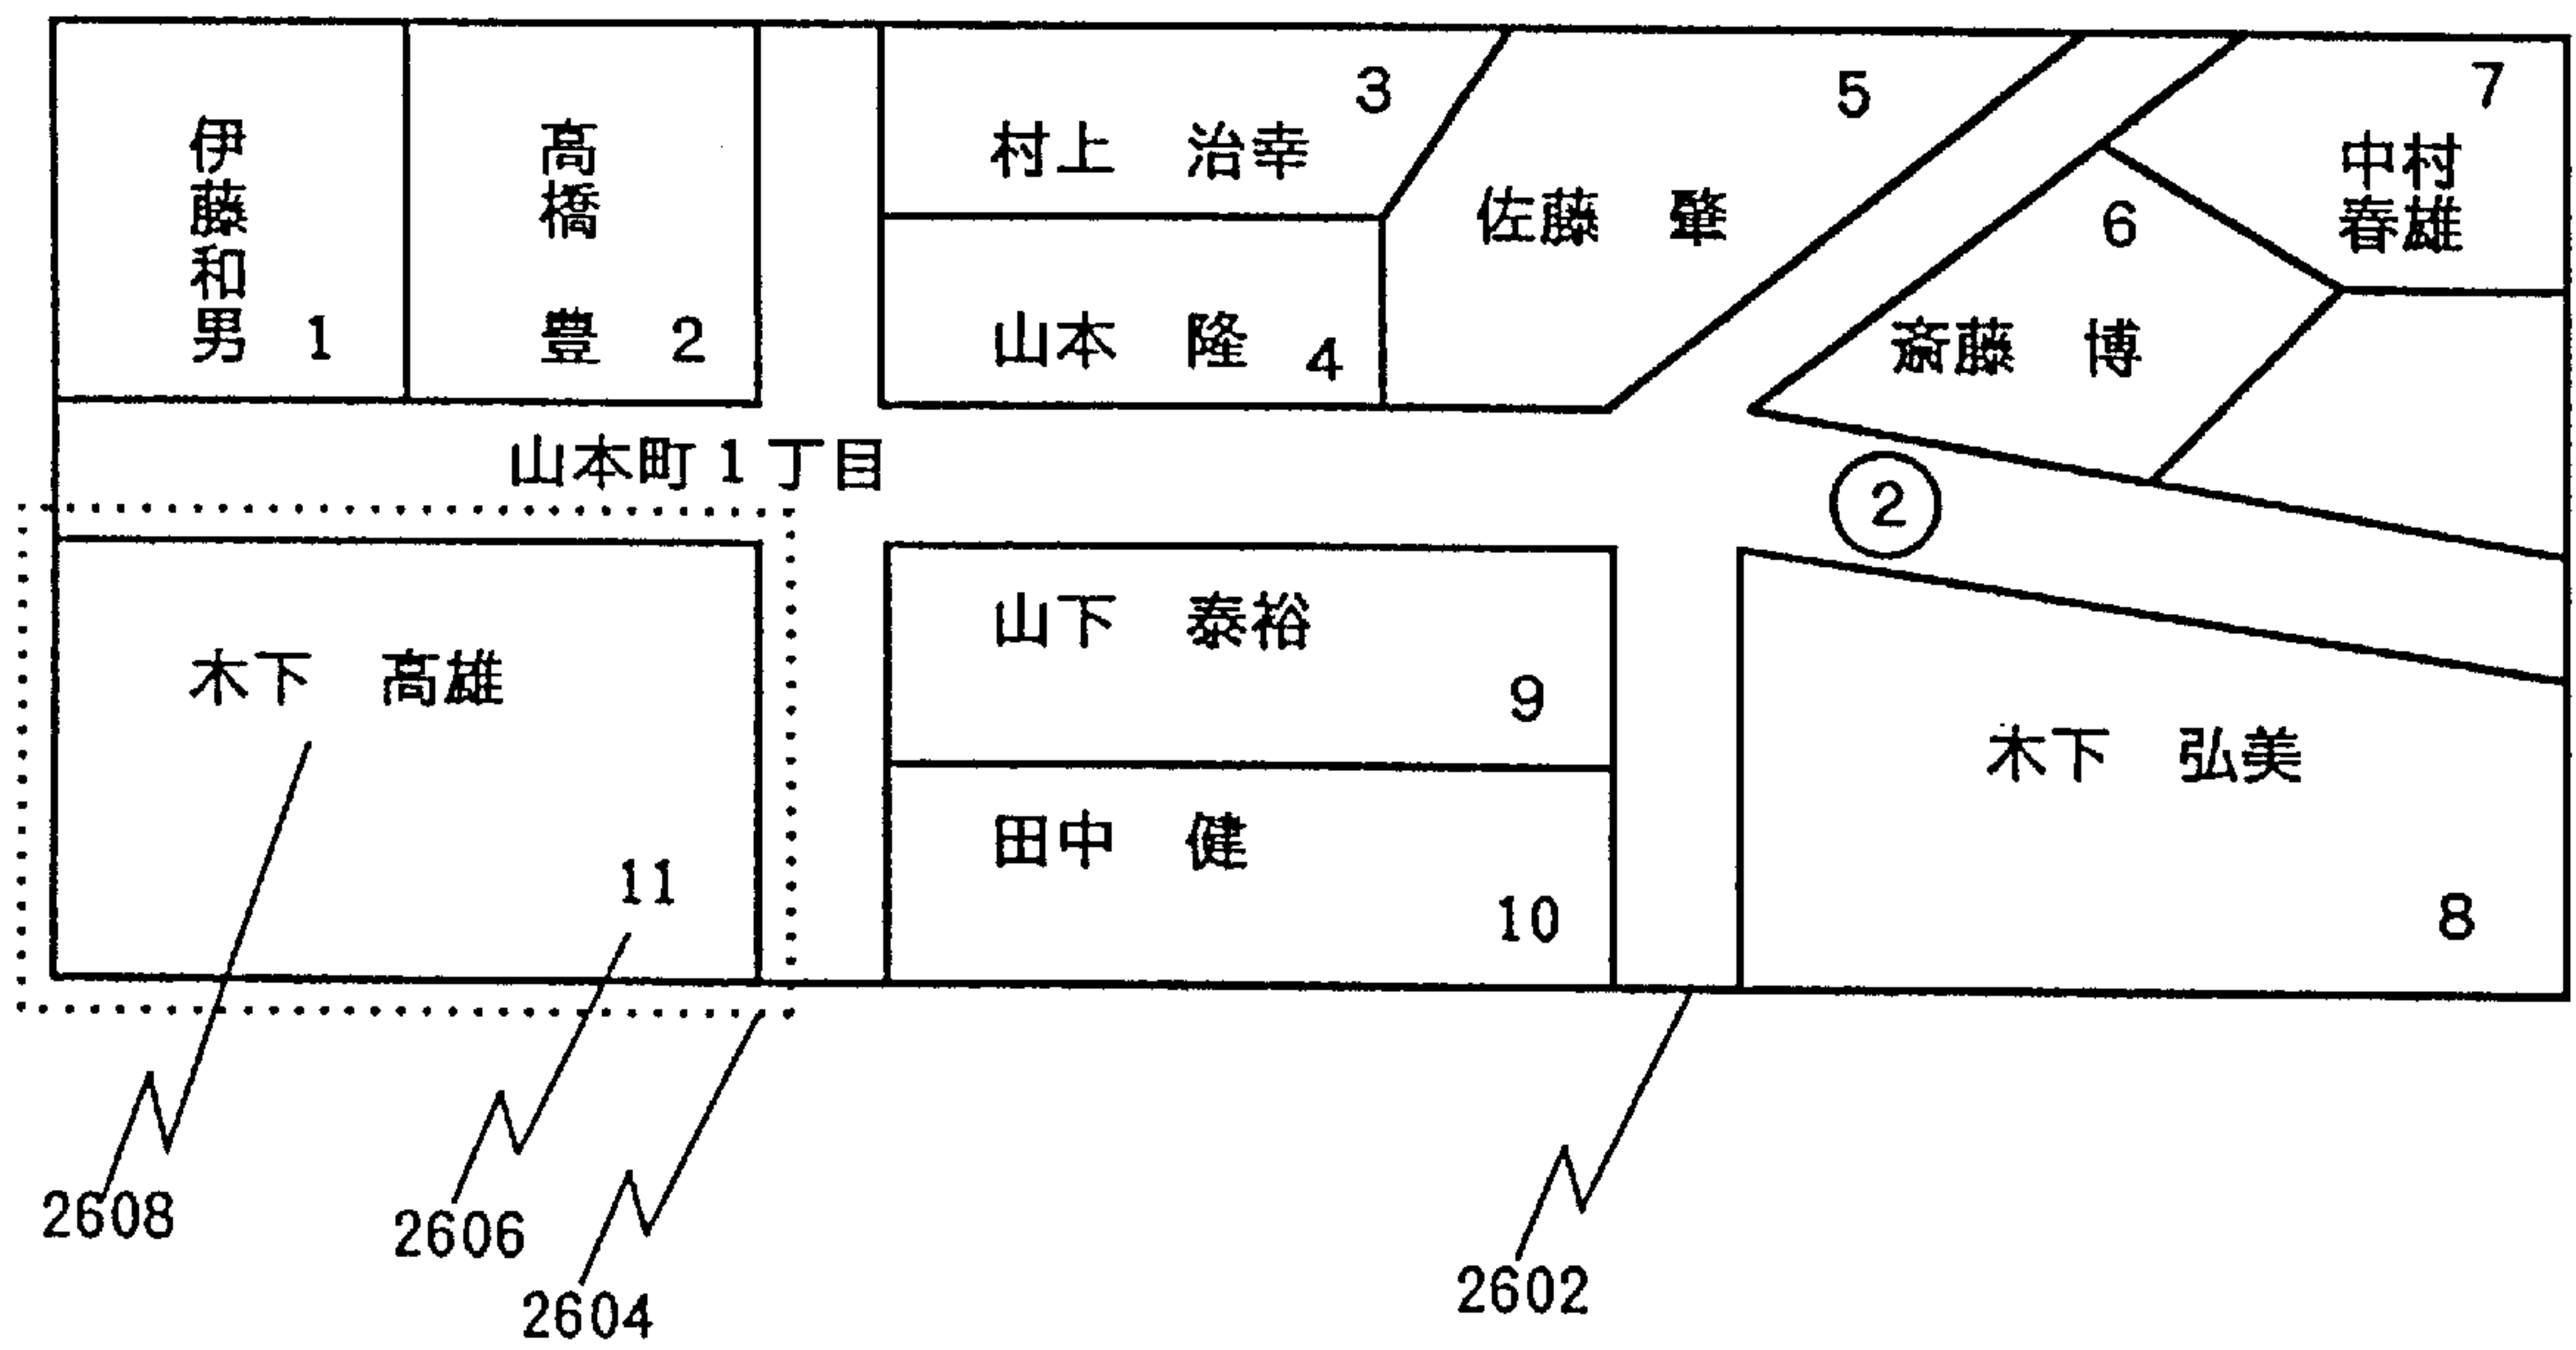 伊藤和男 1
高橋 豊 2
村上 治幸 3
山本 隆 4
佐藤 肇 5
斎藤 博 6
中村
春雄 7
山本町1丁目
②
木下 高雄
11
山下 泰裕
9
田中 健
10
木下 弘美
8
2608
2606
2604
2602